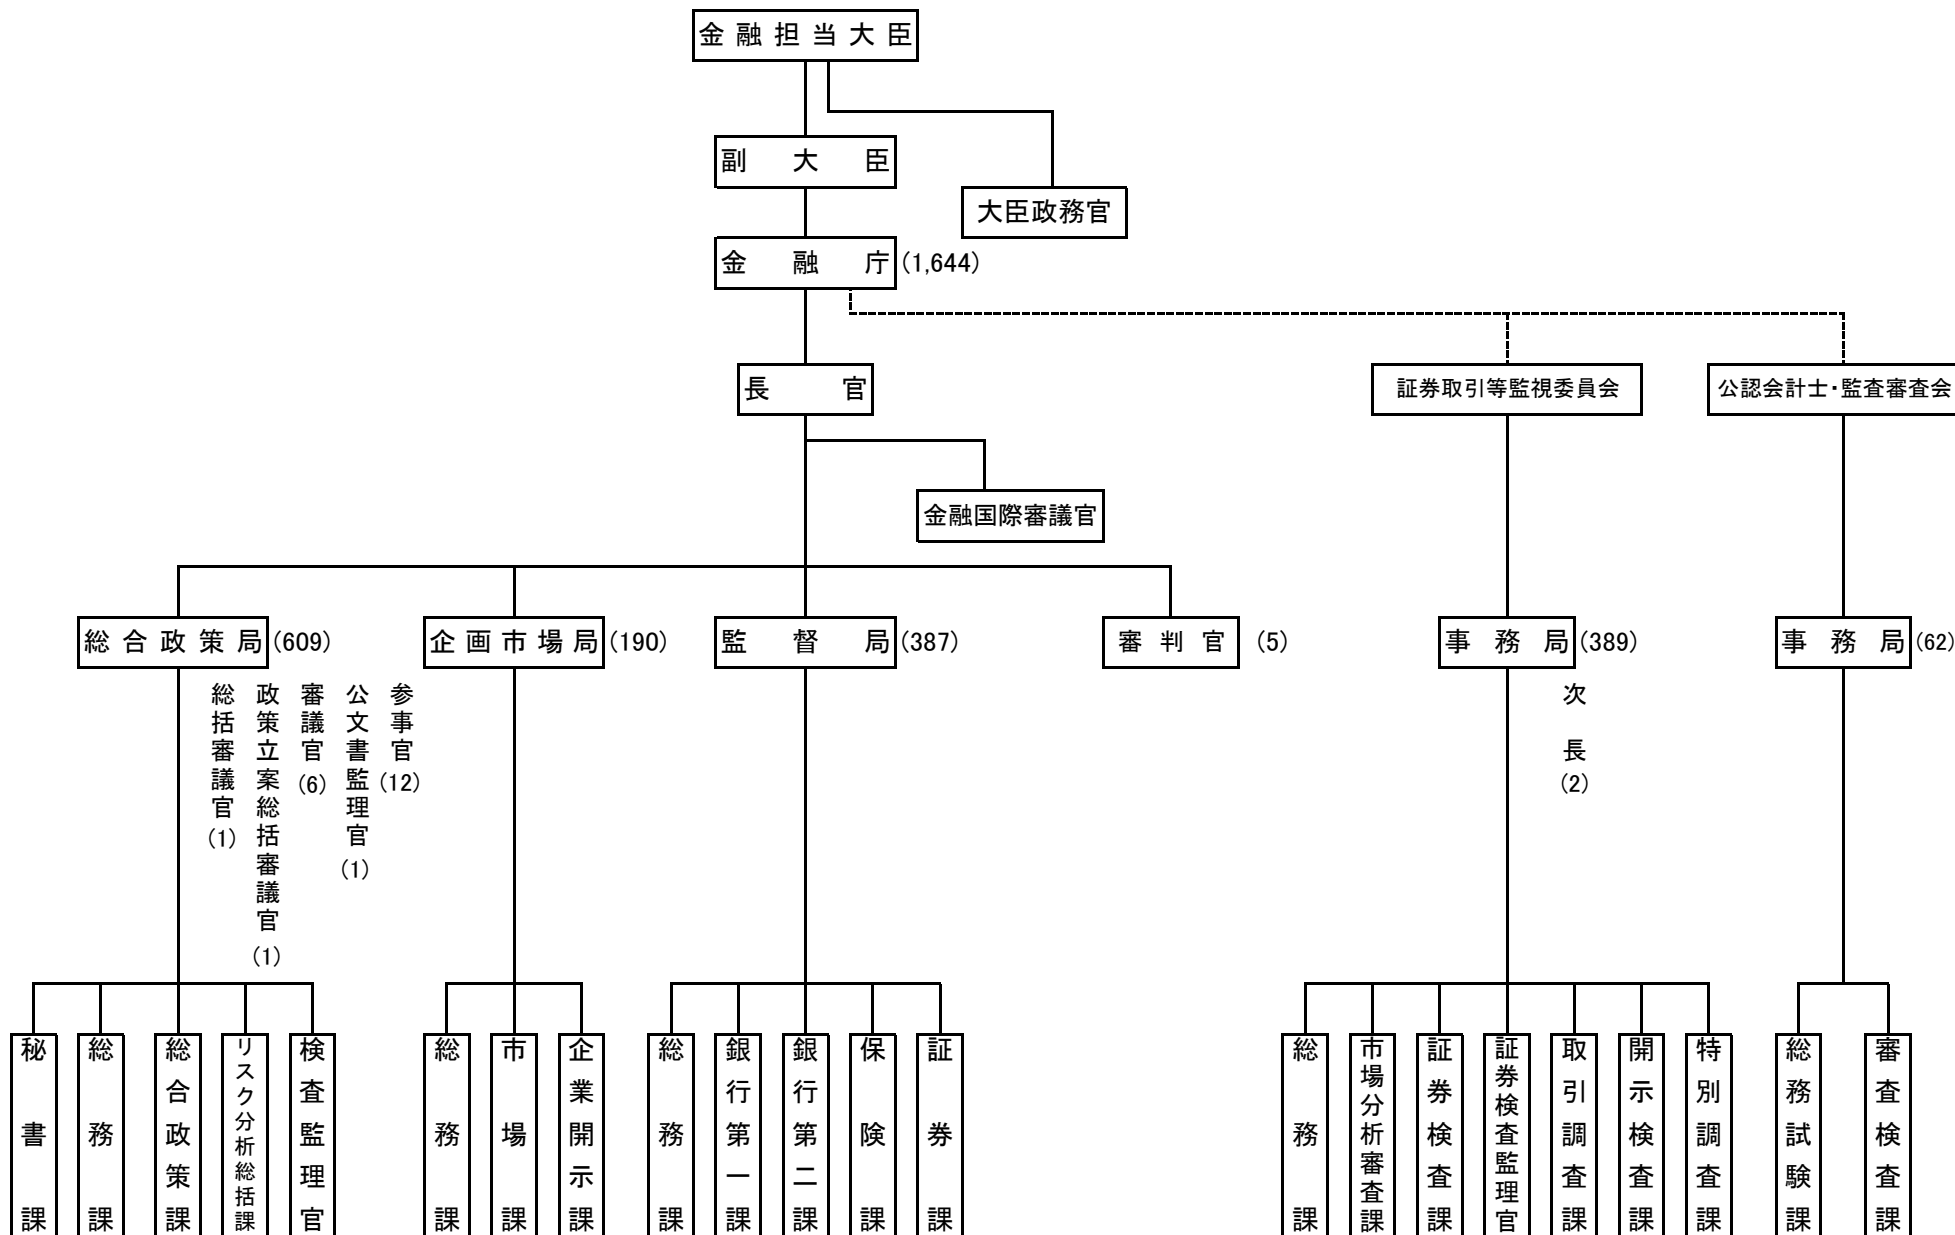 金融担当大臣
副大臣
大臣政務官
金融庁(1,644)
長官
証券取引等監視委員会
公認会計士・監査審査会
金融国際審議官
総合政策局(609)
企画市場局(190)
監督局(387)
審判官 (5)
事務局(389)
事務局(62)
総括審議官(1)
政策立案総括審議官(1)
審議官(6)
公文書監理官(1)
参事官(12)
次長(2)
秘書課
総務課
総合政策課
リスク分析総括課
検査監理官
総務課
市場課
企業開示課
総務課
銀行第一課
銀行第二課
保険課
証券課
総務課
市場分析審査課
証券検査課
証券検査監理官
取引調査課
開示検査課
特別調査課
総務試験課
審査検査課